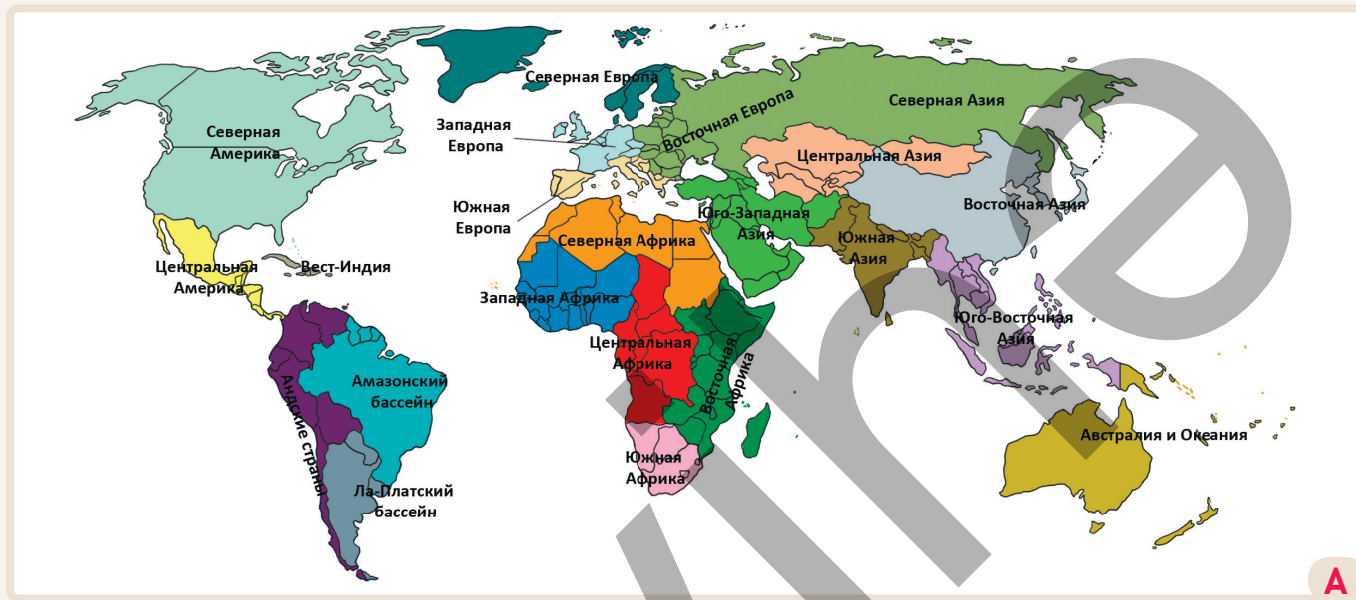 Северная Европа
Северная Азия
Восточная Европа
Западная
Европа
Северная
Америка
Центральная Азия
Восточная Азия
Южная
Европа
Юго-Западная
Азия
Южная
Азия
Северная Африка
Центральная
Америка
Вест-Индия
Западная Африка
Юго-Восточная
Азия
Центральная
Африка
Восточная
Африка
Андские страны
Амазонский
бассейн
Австралия и Океания
Южная
Африка
Ла-Платский
бассейн
A